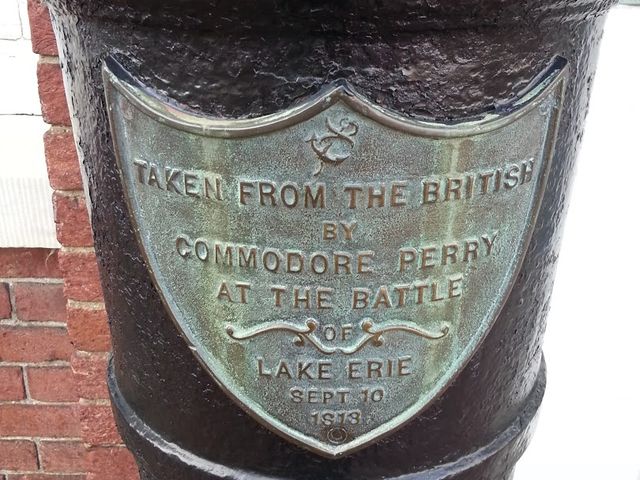 TAKEN FROM THE BRITISH
BY
COMMODORE PERRY
AT THE BATTLE
OF
LAKE ERIE
SEPT 10
1813